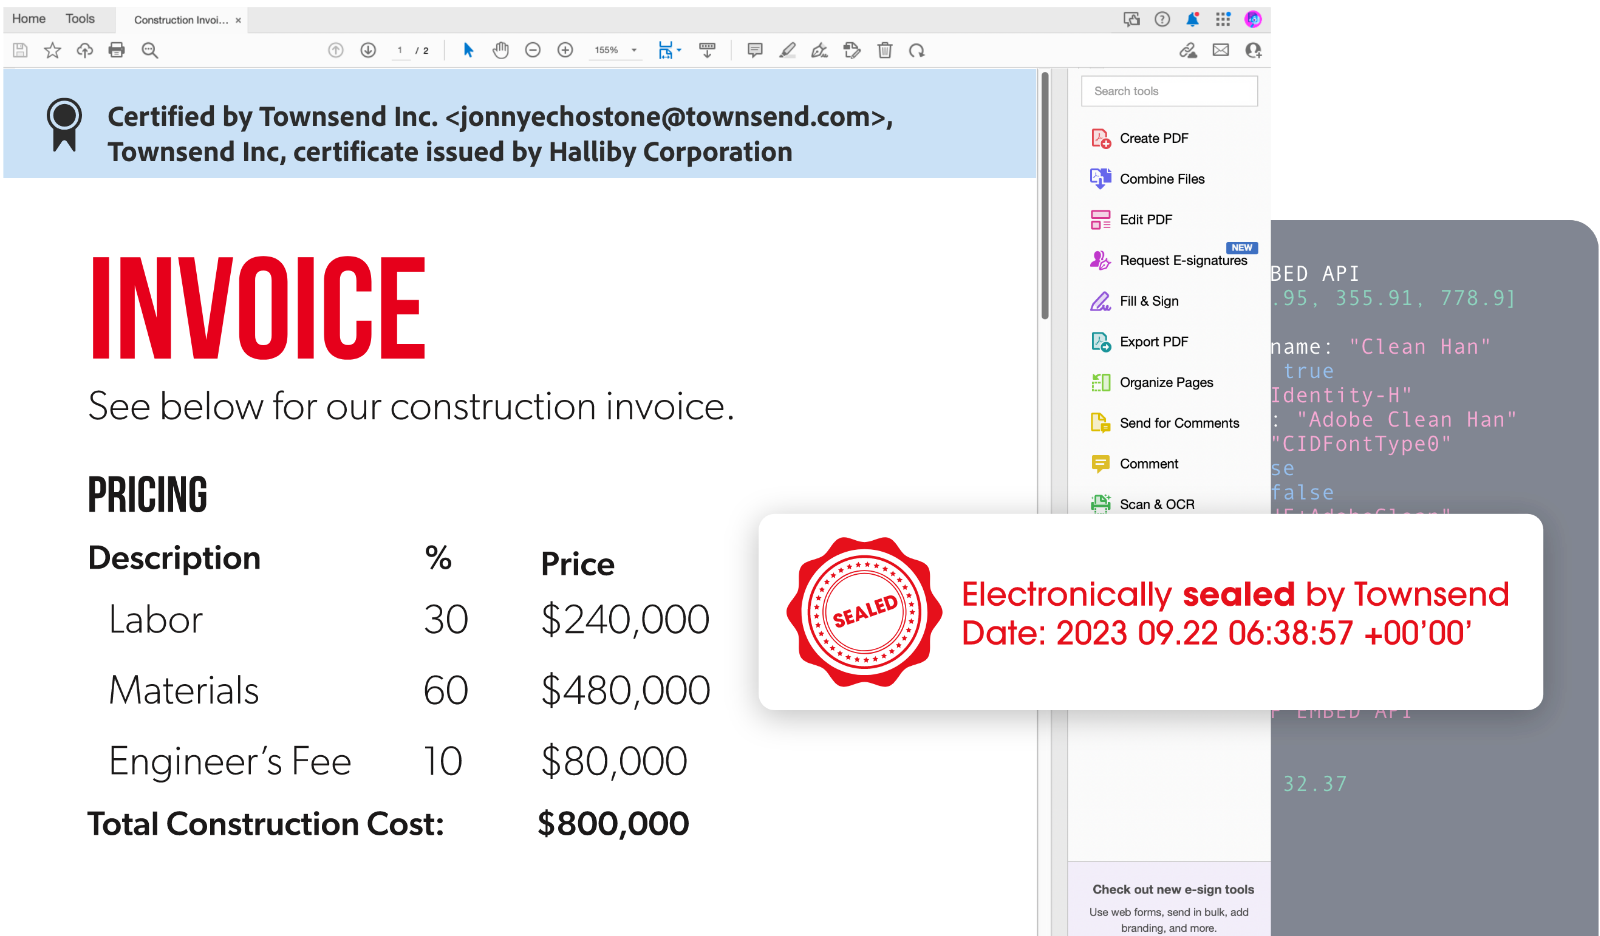 Home Tools Construction Invoi... ×
1 / 2 155%
Certified by Townsend Inc. <jonnyechostone@townsend.com>,
Townsend Inc, certificate issued by Halliby Corporation
INVOICE
See below for our construction invoice.
PRICING
Description % Price
Labor 30 $240,000
Materials 60 $480,000
Engineer's Fee 10 $80,000
Total Construction Cost: $800,000
Search tools
Create PDF
Combine Files
Edit PDF
NEW
Request E-signatures
Fill & Sign
Export PDF
Organize Pages
Send for Comments
Comment
Scan & OCR
Check out new e-sign tools
Use web forms, send in bulk, add
branding, and more.
SEALED
Electronically sealed by Townsend
Date: 2023 09.22 06:38:57 +00'00'
BED API
.95, 355.91, 778.9]
name: "Clean Han"
true
Identity-H"
: "Adobe Clean Han"
"CIDFontType0"
se
false
EMBED API
32.37